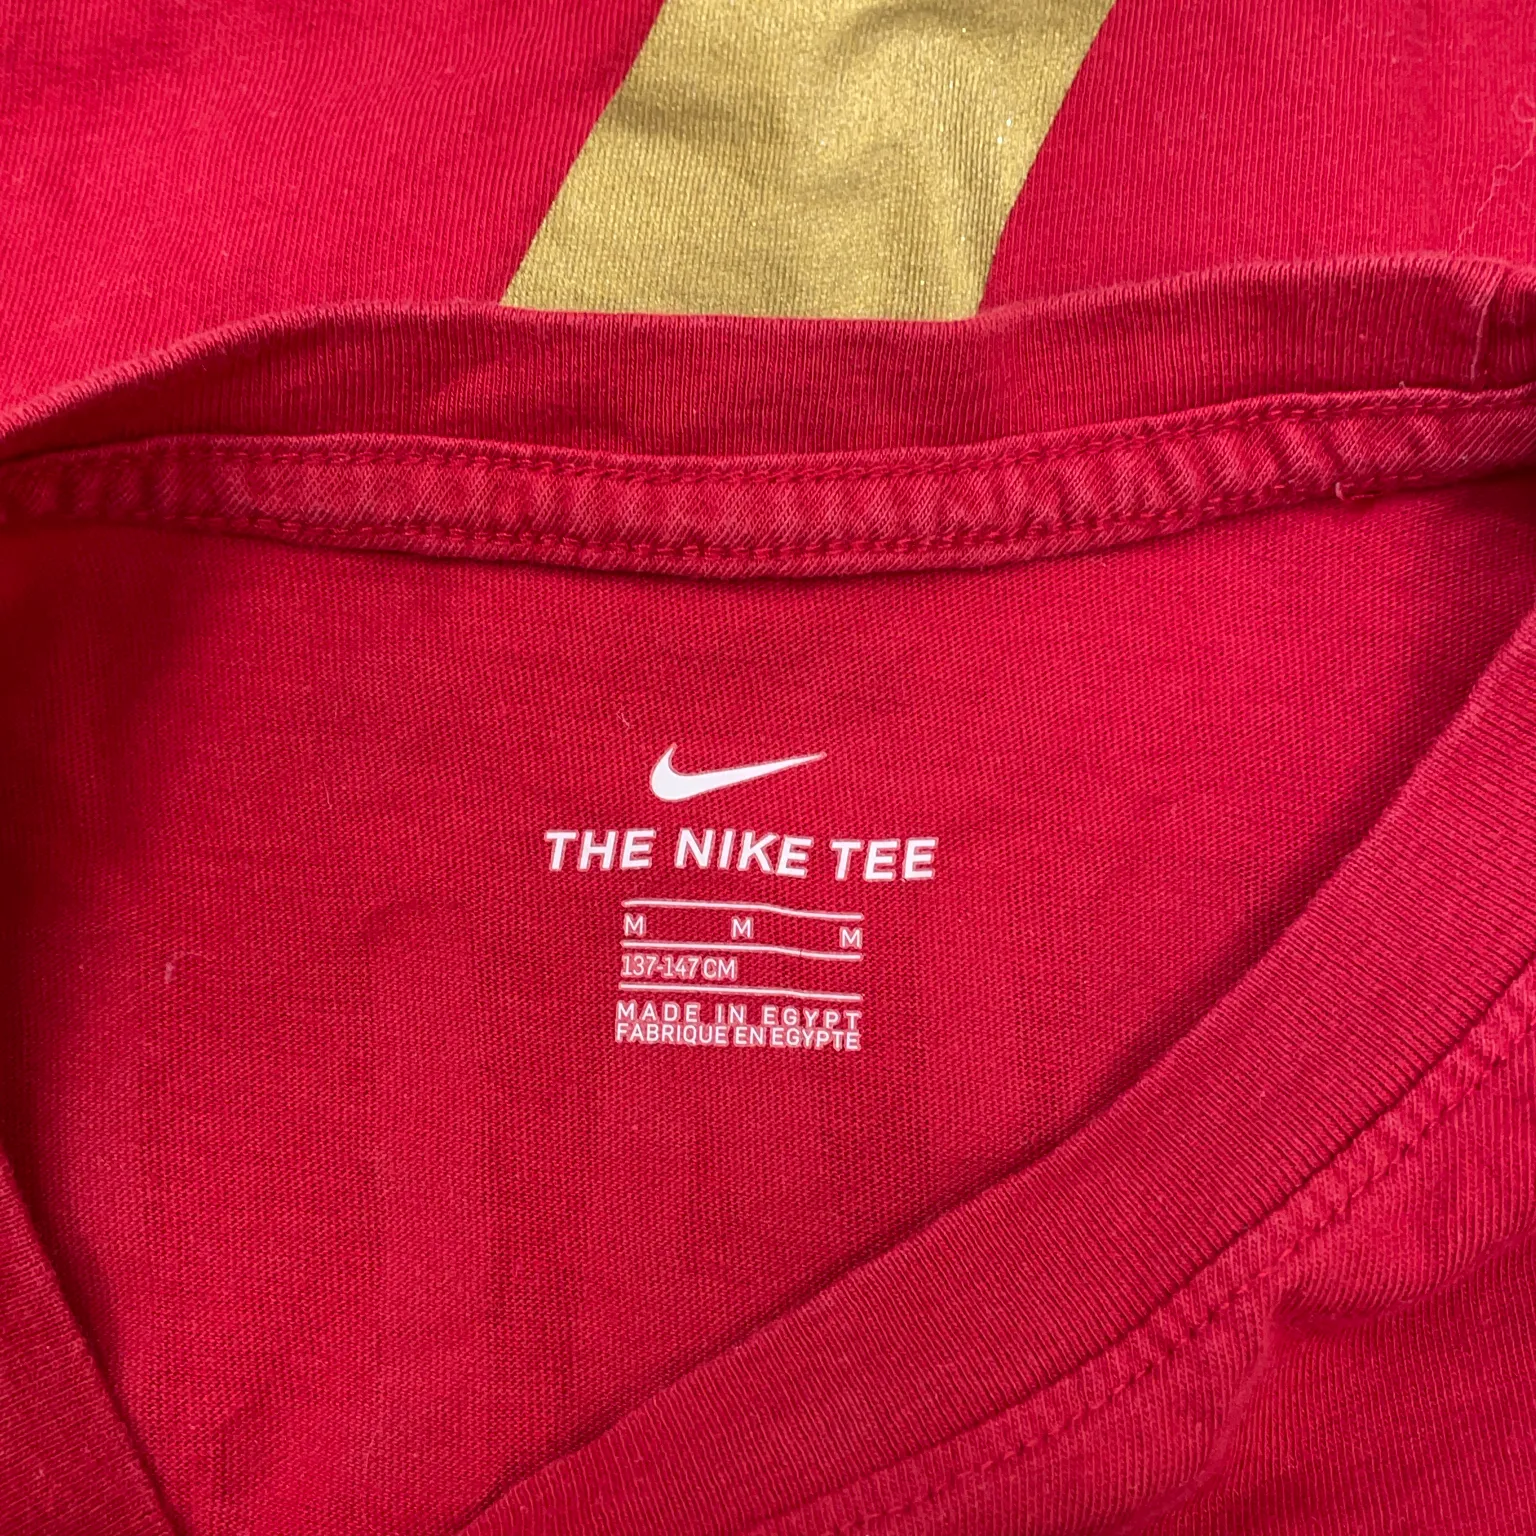 THE NIKE TEE
M M M
137-147 CM
MADE IN EGYPT
FABRIQUE EN EGYPTE